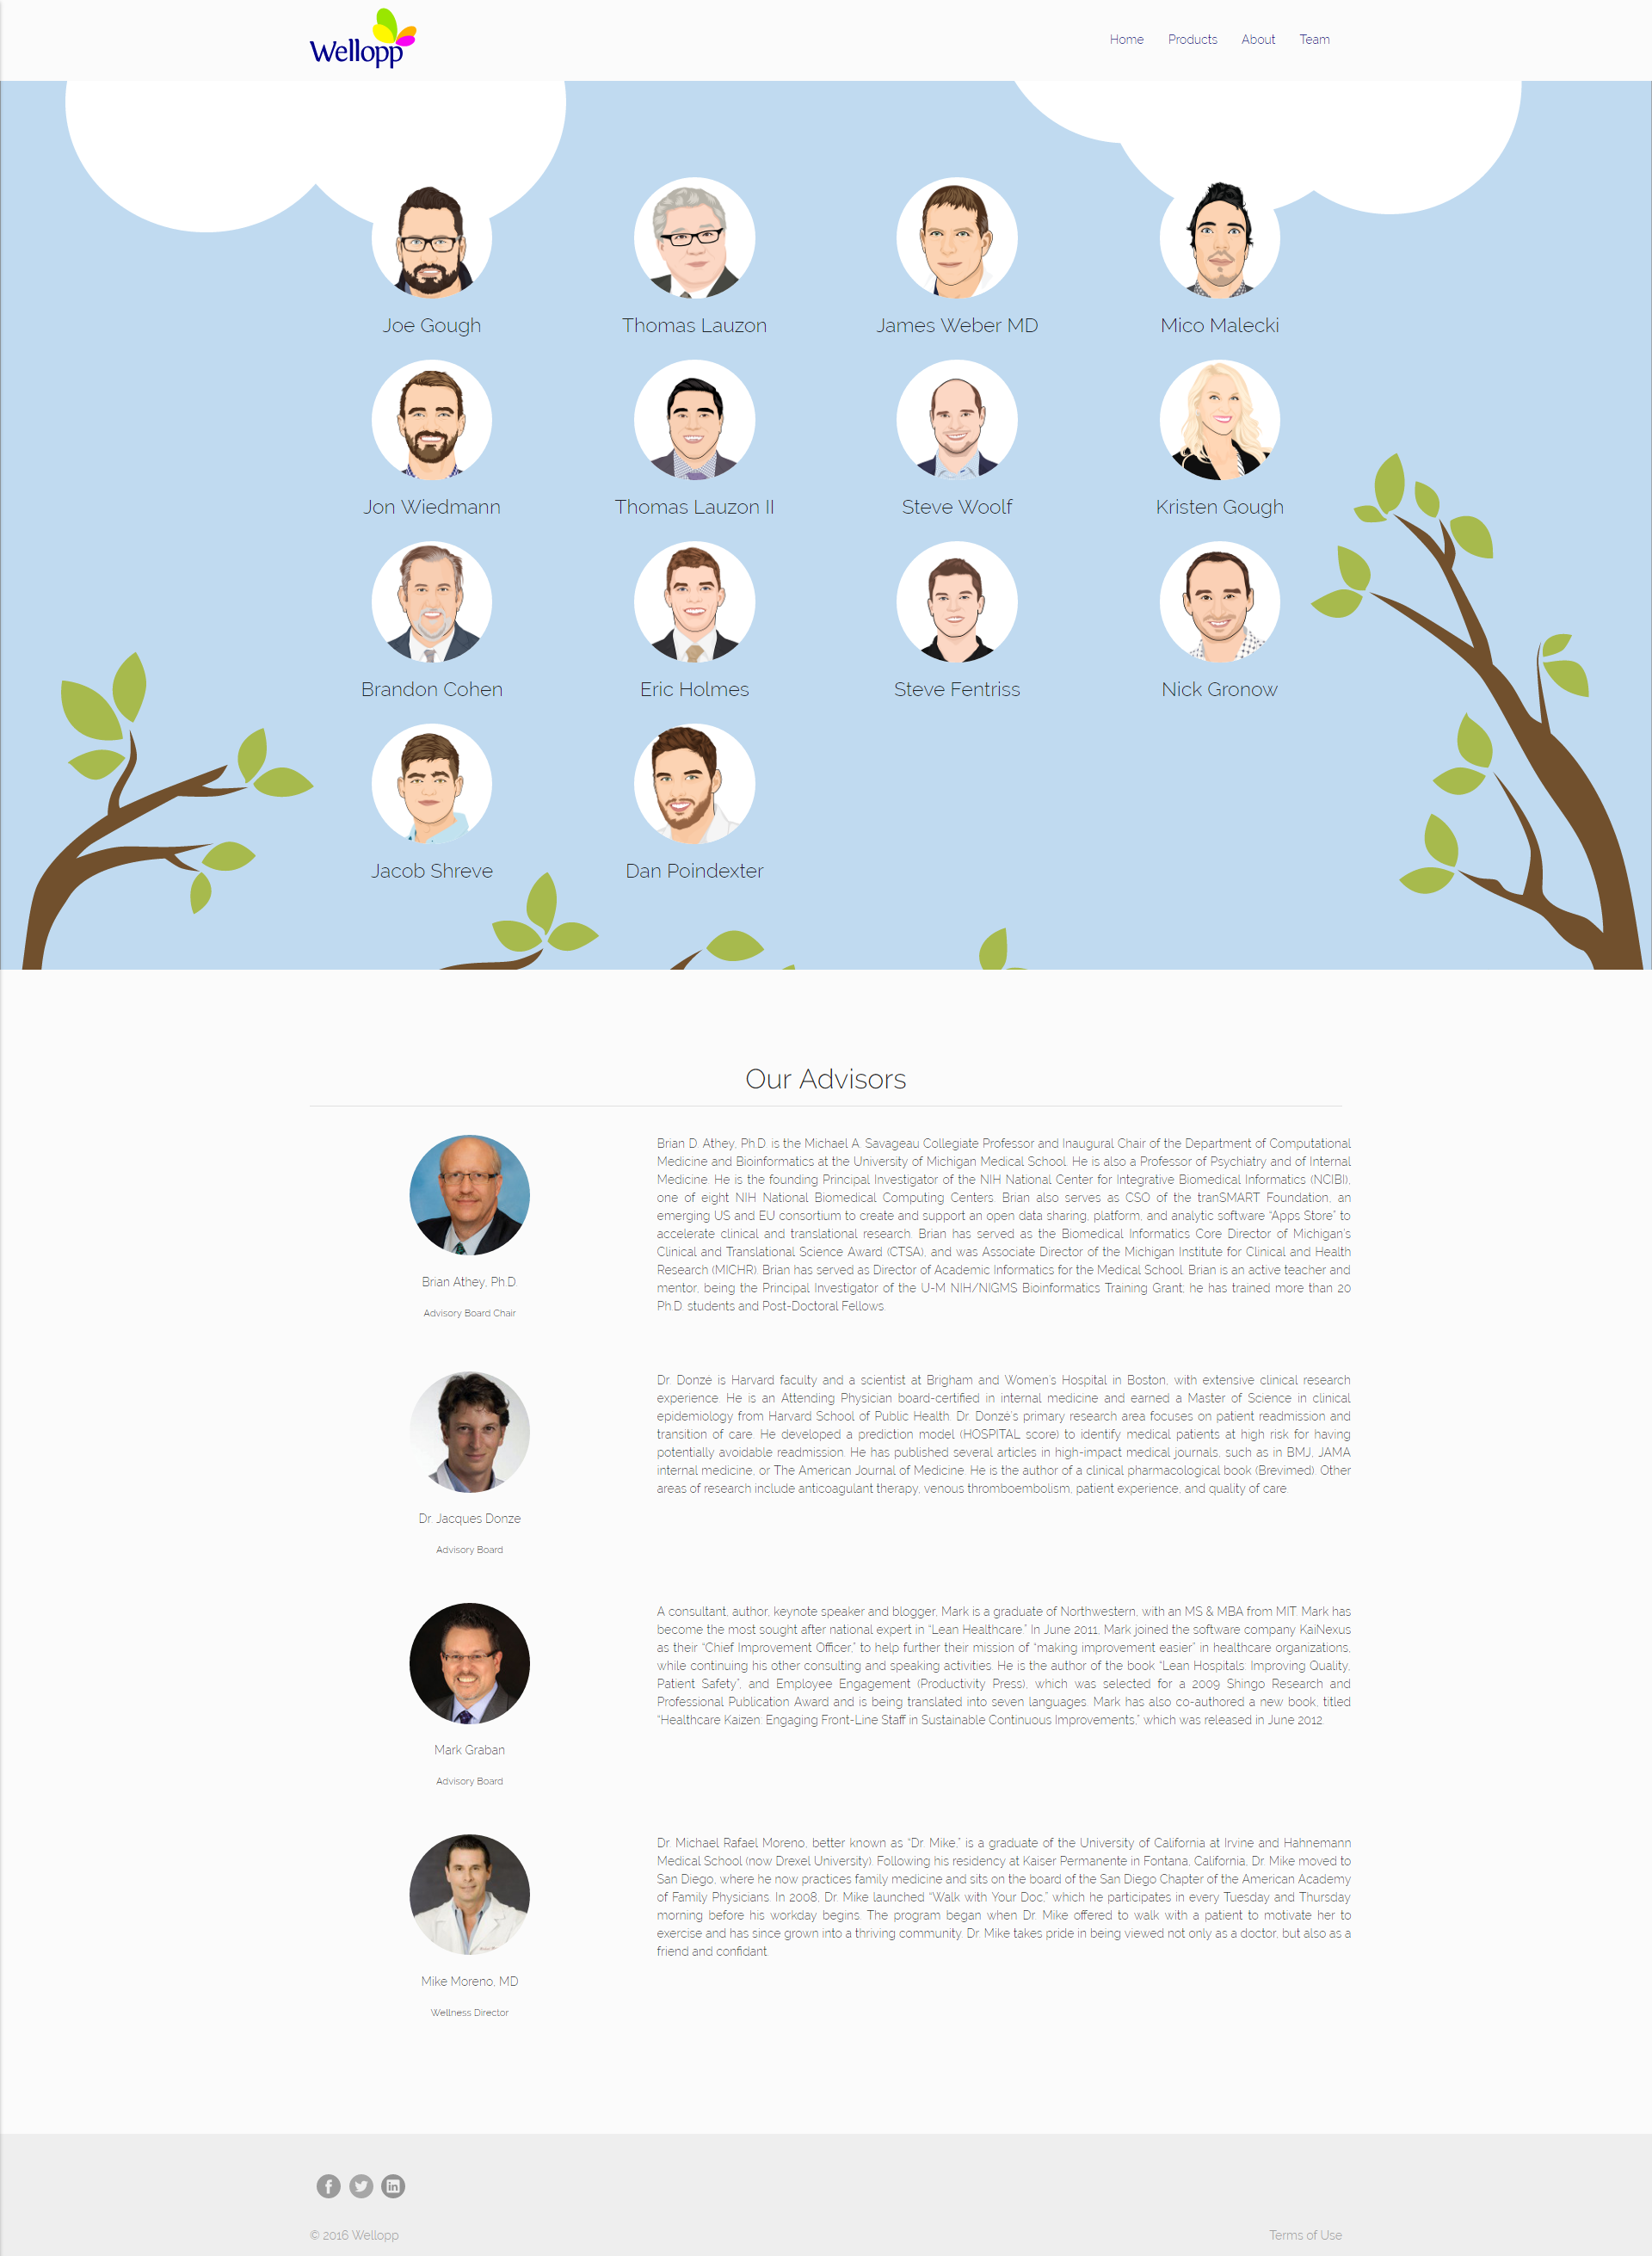 Wellopp
Home Products About Team
Joe Gough
Thomas Lauzon
James Weber MD
Mico Malecki
Jon Wiedmann
Thomas Lauzon II
Steve Woolf
Kristen Gough
Brandon Cohen
Eric Holmes
Steve Fentriss
Nick Gronow
Jacob Shreve
Dan Poindexter
Our Advisors
Brian Athey, Ph.D.
Advisory Board Chair
Brian D. Athey, Ph.D. is the Michael A. Savageau Collegiate Professor and Inaugural Chair of the Department of Computational
Medicine and Bioinformatics at the University of Michigan Medical School. He is also a Professor of Psychiatry and of Internal
Medicine. He is the founding Principal Investigator of the NIH National Center for Integrative Biomedical Informatics (NCIBI),
one of eight NIH National Biomedical Computing Centers. Brian also serves as CSO of the tranSMART Foundation, an
emerging US and EU consortium to create and support an open data sharing, platform, and analytic software “Apps Store” to
accelerate clinical and translational research. Brian has served as the Biomedical Informatics Core Director of Michigan’s
Clinical and Translational Science Award (CTSA), and was Associate Director of the Michigan Institute for Clinical and Health
Research (MICHR). Brian has served as Director of Academic Informatics for the Medical School. Brian is an active teacher and
mentor, being the Principal Investigator of the U-M NIH/NIGMS Bioinformatics Training Grant; he has trained more than 20
Ph.D. students and Post-Doctoral Fellows.
Dr. Jacques Donze
Advisory Board
Dr. Donzé is Harvard faculty and a scientist at Brigham and Women’s Hospital in Boston, with extensive clinical research
experience. He is an Attending Physician board-certified in internal medicine and earned a Master of Science in clinical
epidemiology from Harvard School of Public Health. Dr. Donzé’s primary research area focuses on patient readmission and
transition of care. He developed a prediction model (HOSPITAL score) to identify medical patients at high risk for having
potentially avoidable readmission. He has published several articles in high-impact medical journals, such as in BMJ, JAMA
internal medicine, or The American Journal of Medicine. He is the author of a clinical pharmacological book (Brevimed). Other
areas of research include anticoagulant therapy, venous thromboembolism, patient experience, and quality of care.
Mark Graban
Advisory Board
A consultant, author, keynote speaker and blogger, Mark is a graduate of Northwestern, with an MS & MBA from MIT. Mark has
become the most sought after national expert in “Lean Healthcare.” In June 2011, Mark joined the software company KaiNexus
as their “Chief Improvement Officer,” to help further their mission of “making improvement easier” in healthcare organizations,
while continuing his other consulting and speaking activities. He is the author of the book “Lean Hospitals: Improving Quality,
Patient Safety”, and Employee Engagement (Productivity Press), which was selected for a 2009 Shingo Research and
Professional Publication Award and is being translated into seven languages. Mark has also co-authored a new book, titled
“Healthcare Kaizen: Engaging Front-Line Staff in Sustainable Continuous Improvements,” which was released in June 2012.
Mike Moreno, MD
Wellness Director
Dr. Michael Rafael Moreno, better known as “Dr. Mike,” is a graduate of the University of California at Irvine and Hahnemann
Medical School (now Drexel University). Following his residency at Kaiser Permanente in Fontana, California, Dr. Mike moved to
San Diego, where he now practices family medicine and sits on the board of the San Diego Chapter of the American Academy
of Family Physicians. In 2008, Dr. Mike launched “Walk with Your Doc,” which he participates in every Tuesday and Thursday
morning before his workday begins. The program began when Dr. Mike offered to walk with a patient to motivate her to
exercise and has since grown into a thriving community. Dr. Mike takes pride in being viewed not only as a doctor, but also as a
friend and confidant.
© 2016 Wellopp
Terms of Use